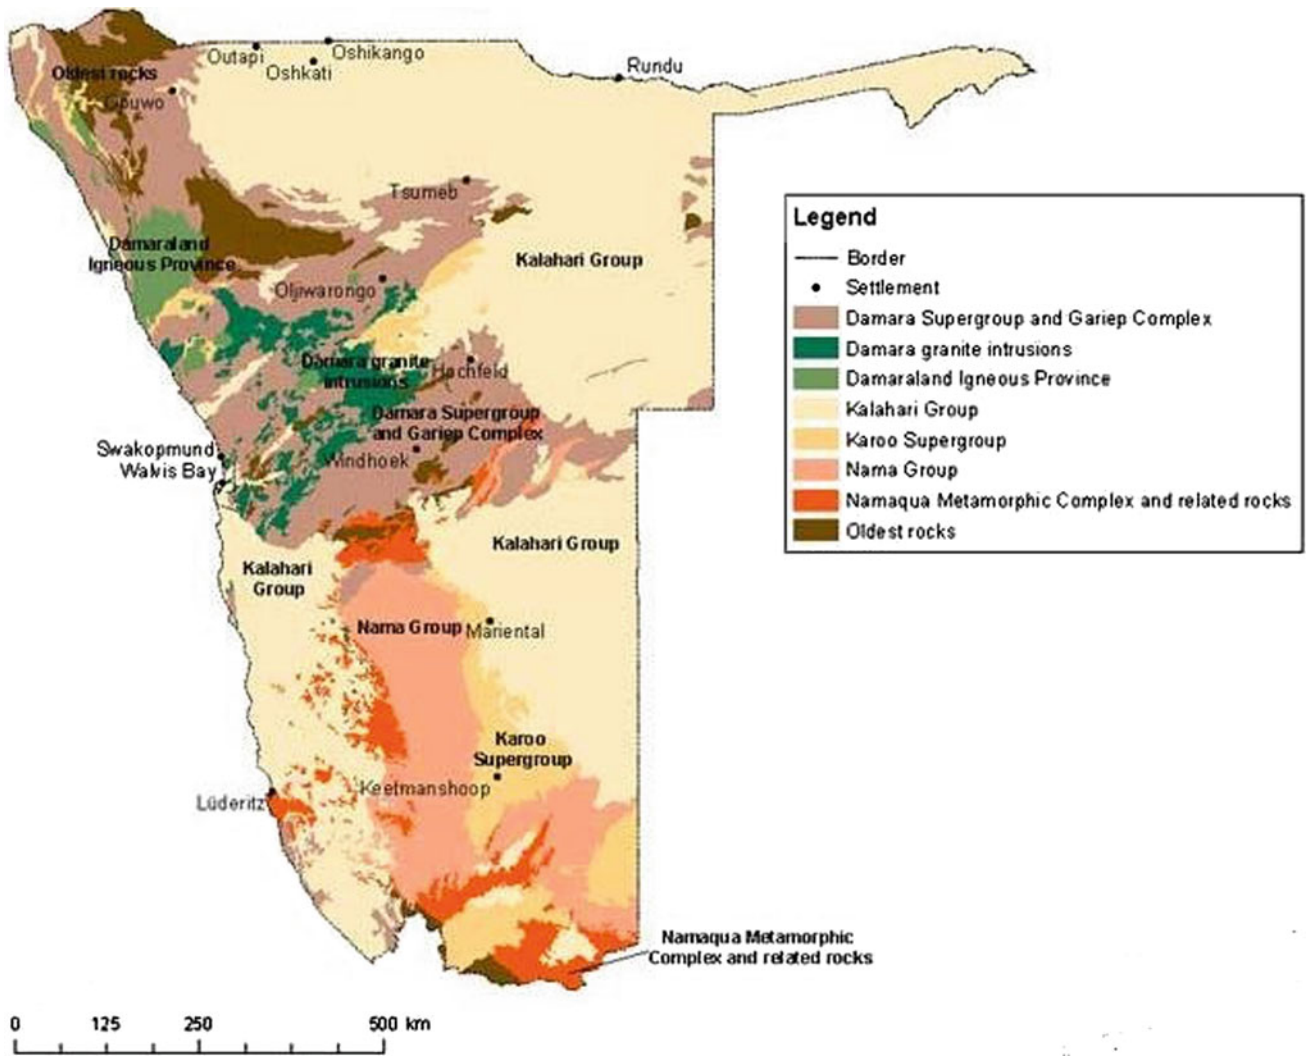 Outapi
Oshikango
Oshkati
Rundu
Oldest rocks
Opuwo
Tsumeb
Damaraland
Igneous Province
Kalahari Group
Otjiwarongo
Damara granite
intrusions
Hochfeld
Damara Supergroup
and Gariep Complex
Swakopmund
Walvis Bay
Windhoek
Kalahari Group
Kalahari
Group
Nama Group
Mariental
Karoo
Supergroup
Keetmanshoop
Lüderitz
Namaqua Metamorphic
Complex and related rocks
Legend
Border
Settlement
Damara Supergroup and Gariep Complex
Damara granite intrusions
Damaraland Igneous Province
Kalahari Group
Karoo Supergroup
Nama Group
Namaqua Metamorphic Complex and related rocks
Oldest rocks
0 125 250 500 km